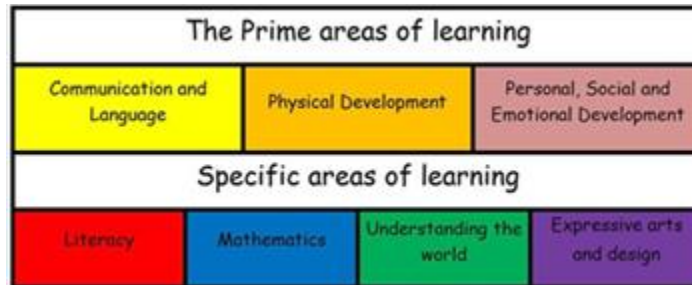 The Prime areas of learning
Communication and
Language
Physical Development
Personal, Social and
Emotional Development
Specific areas of learning
Literacy
Mathematics
Understanding the
world
Expressive arts
and design